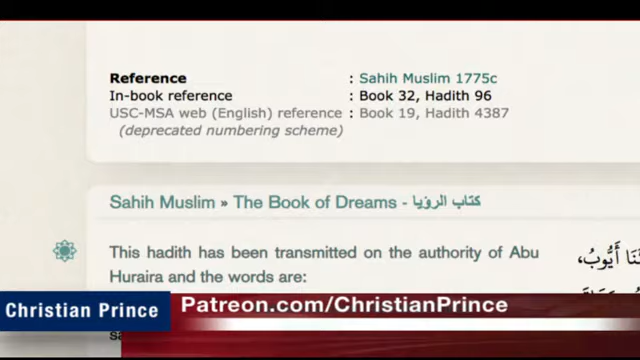 Reference : Sahih Muslim 1775c
In-book reference : Book 32, Hadith 96
USC-MSA web (English) reference : Book 19, Hadith 4387
(deprecated numbering scheme)
Sahih Muslim » The Book of Dreams - كتاب الرؤيا
This hadith has been transmitted on the authority of Abu
أَيُّوبُ،
Huraira and the words are:
Christian Prince
Patreon.com/ChristianPrince